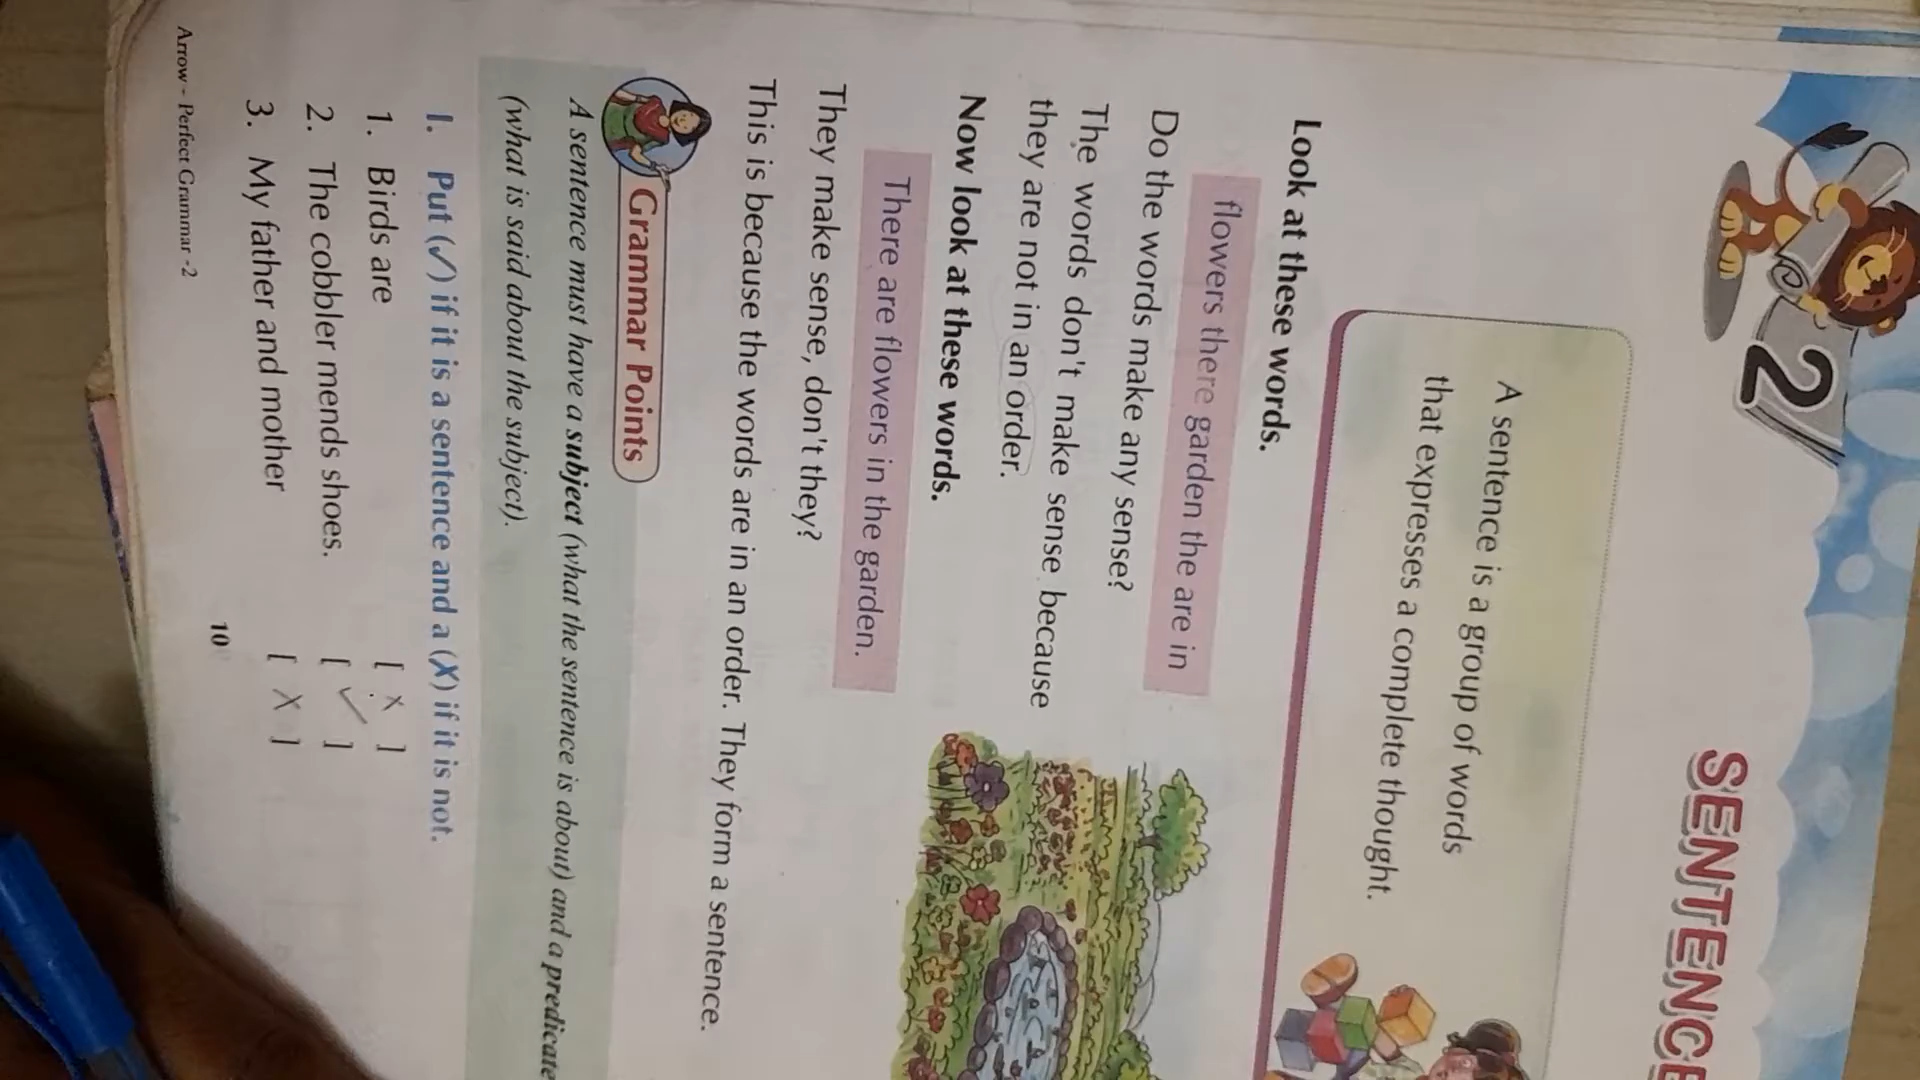 2
SENTENCE
A sentence is a group of words
that expresses a complete thought.
Look at these words.
flowers there garden the are in
Do the words make any sense?
The words don't make sense because
they are not in an order.
Now look at these words.
There are flowers in the garden.
They make sense, don't they?
This is because the words are in an order. They form a sentence.
Grammar Points
A sentence must have a subject (what the sentence is about) and a predicate
(what is said about the subject).
I. Put (✓) if it is a sentence and a (X) if it is not.
1. Birds are [ x ]
2. The cobbler mends shoes. [ ✓ ]
3. My father and mother [ X ]
Arrow - Perfect Grammar -2
10